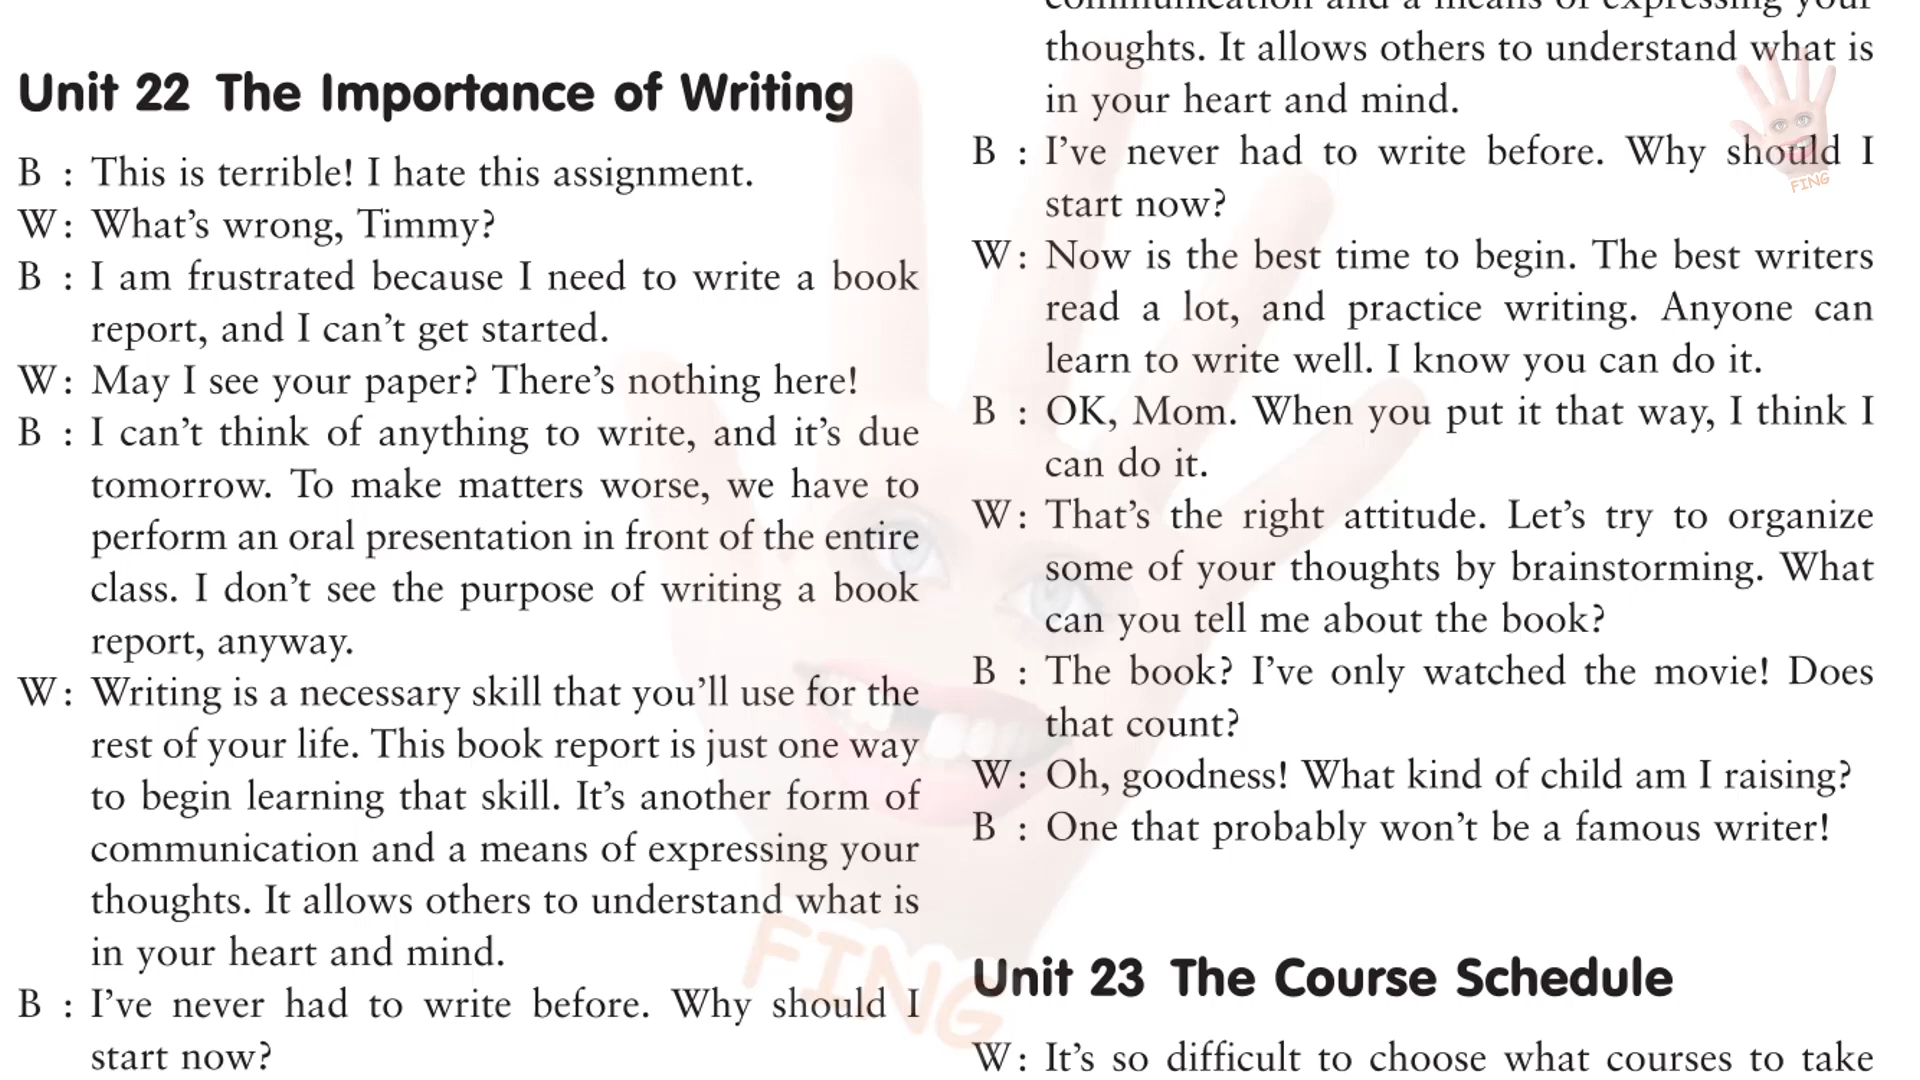 Unit 22 The Importance of Writing
B : This is terrible! I hate this assignment.
W: What's wrong, Timmy?
B : I am frustrated because I need to write a book
report, and I can't get started.
W: May I see your paper? There's nothing here!
B : I can't think of anything to write, and it's due
tomorrow. To make matters worse, we have to
perform an oral presentation in front of the entire
class. I don't see the purpose of writing a book
report, anyway.
W: Writing is a necessary skill that you'll use for the
rest of your life. This book report is just one way
to begin learning that skill. It's another form of
communication and a means of expressing your
thoughts. It allows others to understand what is
in your heart and mind.
B : I've never had to write before. Why should I
start now?
communication and a means of expressing your
thoughts. It allows others to understand what is
in your heart and mind.
B : I've never had to write before. Why should I
start now?
W: Now is the best time to begin. The best writers
read a lot, and practice writing. Anyone can
learn to write well. I know you can do it.
B : OK, Mom. When you put it that way, I think I
can do it.
W: That's the right attitude. Let's try to organize
some of your thoughts by brainstorming. What
can you tell me about the book?
B : The book? I've only watched the movie! Does
that count?
W: Oh, goodness! What kind of child am I raising?
B : One that probably won't be a famous writer!
Unit 23 The Course Schedule
W: It's so difficult to choose what courses to take
FING
FING